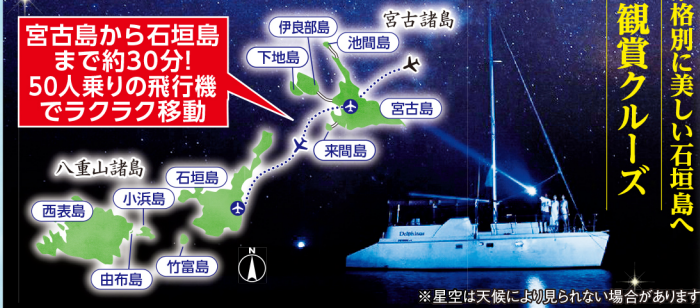 格別に美しい石垣島へ
観賞クルーズ
宮古島から石垣島
まで約30分!
50人乗りの飛行機
でラクラク移動
宮古諸島
伊良部島
池間島
下地島
宮古島
来間島
八重山諸島
石垣島
小浜島
西表島
竹富島
由布島
N
Delphinus
※星空は天候により見られない場合があります